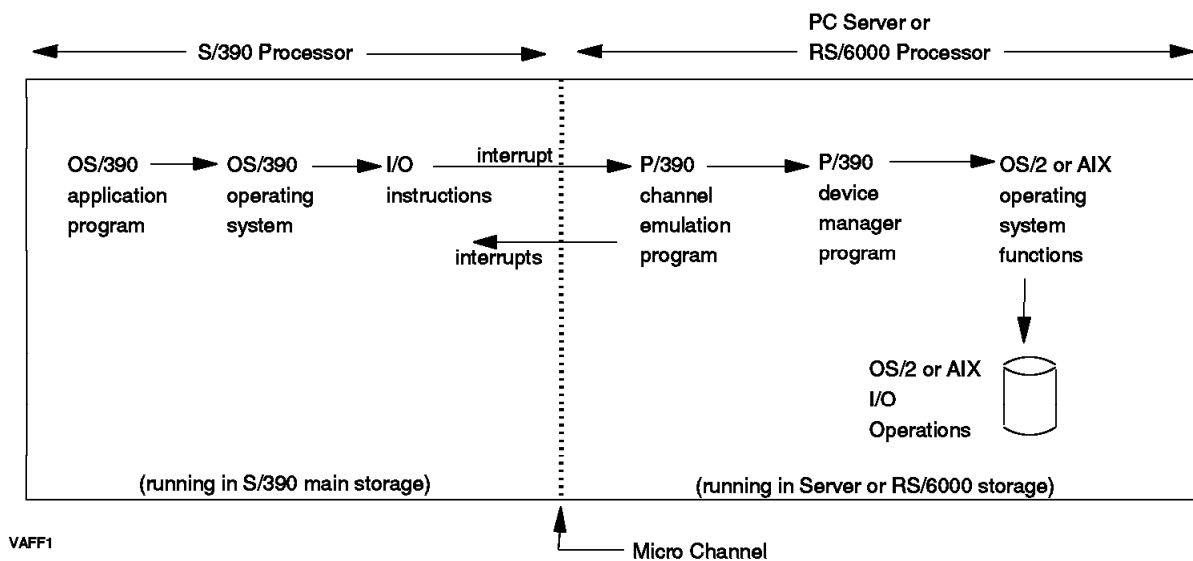 PC Server or
S/390 Processor
RS/6000 Processor
OS/390
application
program
OS/390
operating
system
I/O
instructions
interrupt
interrupts
P/390
channel
emulation
program
P/390
device
manager
program
OS/2 or AIX
operating
system
functions
OS/2 or AIX
I/O
Operations
(running in S/390 main storage)
(running in Server or RS/6000 storage)
VAFF1
Micro Channel